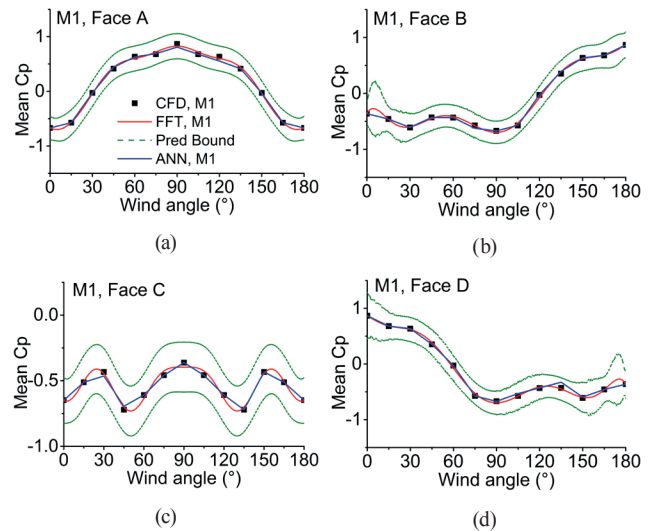 M1, Face A
Mean Cp
1
0
-1
CFD, M1
FFT, M1
Pred Bound
ANN, M1
0 30 60 90 120 150 180
Wind angle (°)
(a)
M1, Face B
Mean Cp
1
0
-1
0 30 60 90 120 150 180
Wind angle (°)
(b)
M1, Face C
Mean Cp
0.0
-0.5
-1.0
0 30 60 90 120 150 180
Wind angle (°)
(c)
M1, Face D
Mean Cp
1
0
-1
0 30 60 90 120 150 180
Wind angle (°)
(d)